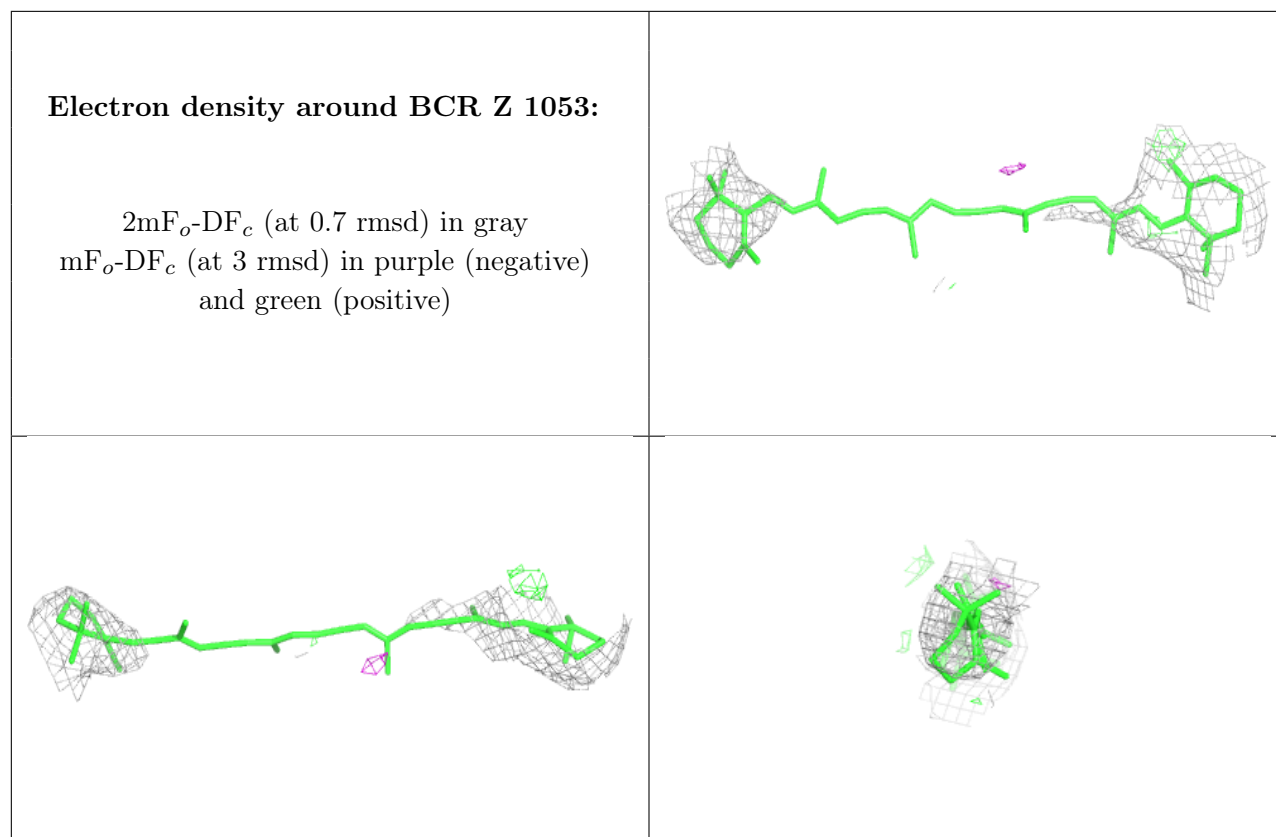 Electron density around BCR Z 1053:
2mFₒ-DF𝒸 (at 0.7 rmsd) in gray
mFₒ-DF𝒸 (at 3 rmsd) in purple (negative)
and green (positive)